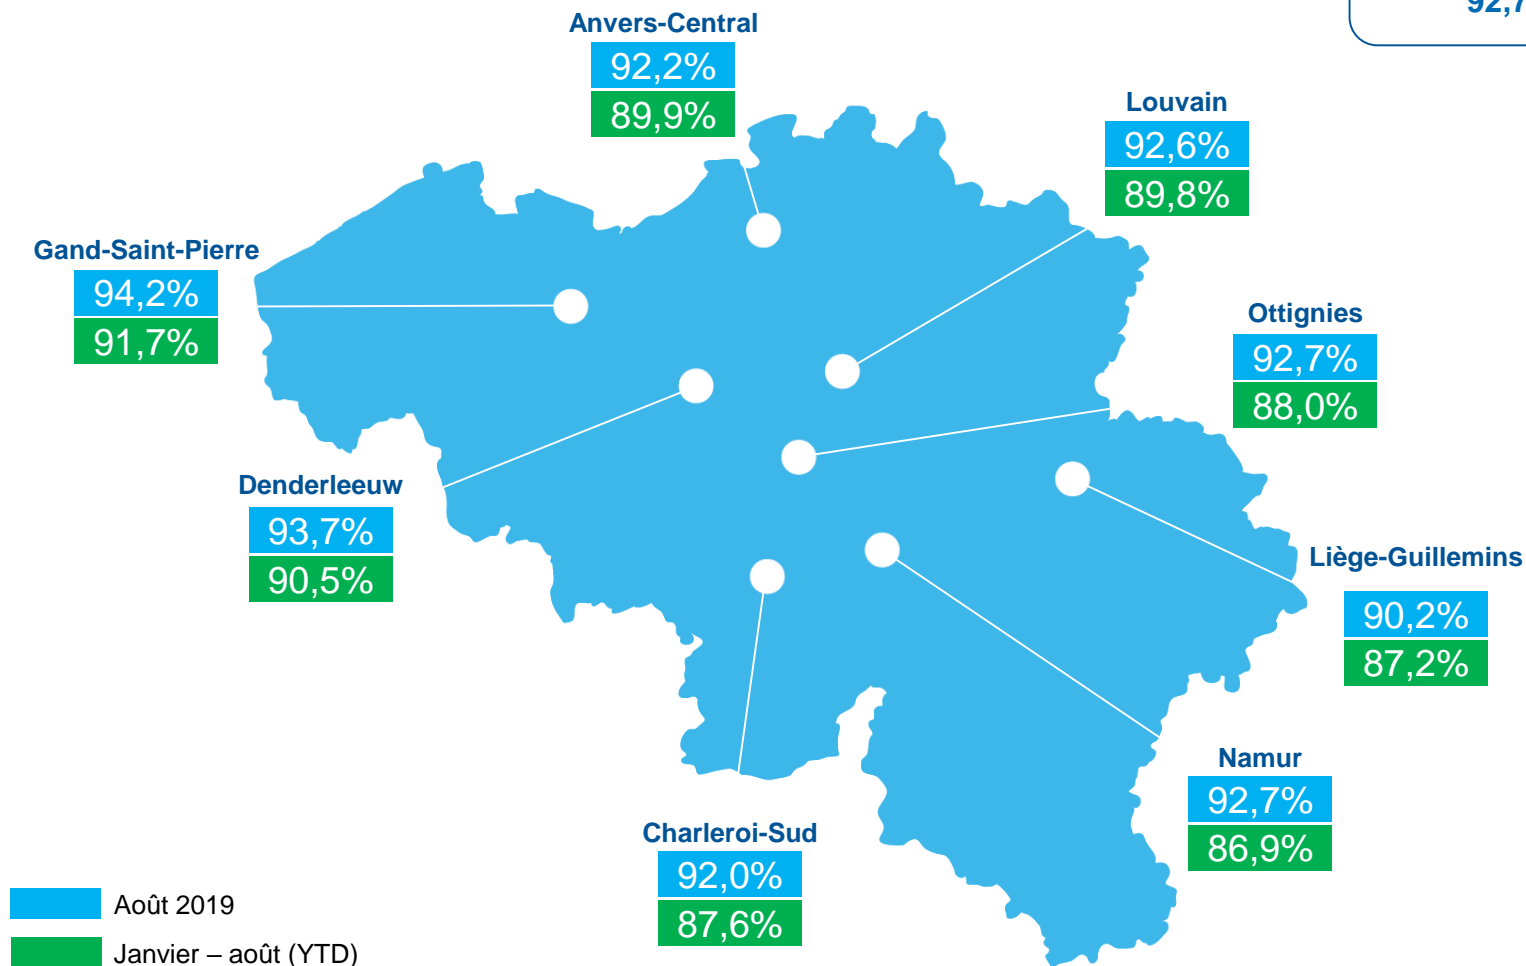 92,7
Anvers-Central
92,2%
89,9%
Louvain
92,6%
89,8%
Gand-Saint-Pierre
94,2%
91,7%
Ottignies
92,7%
88,0%
Denderleeuw
93,7%
90,5%
Liège-Guillemins
90,2%
87,2%
Namur
92,7%
86,9%
Charleroi-Sud
92,0%
87,6%
Août 2019
Janvier – août (YTD)